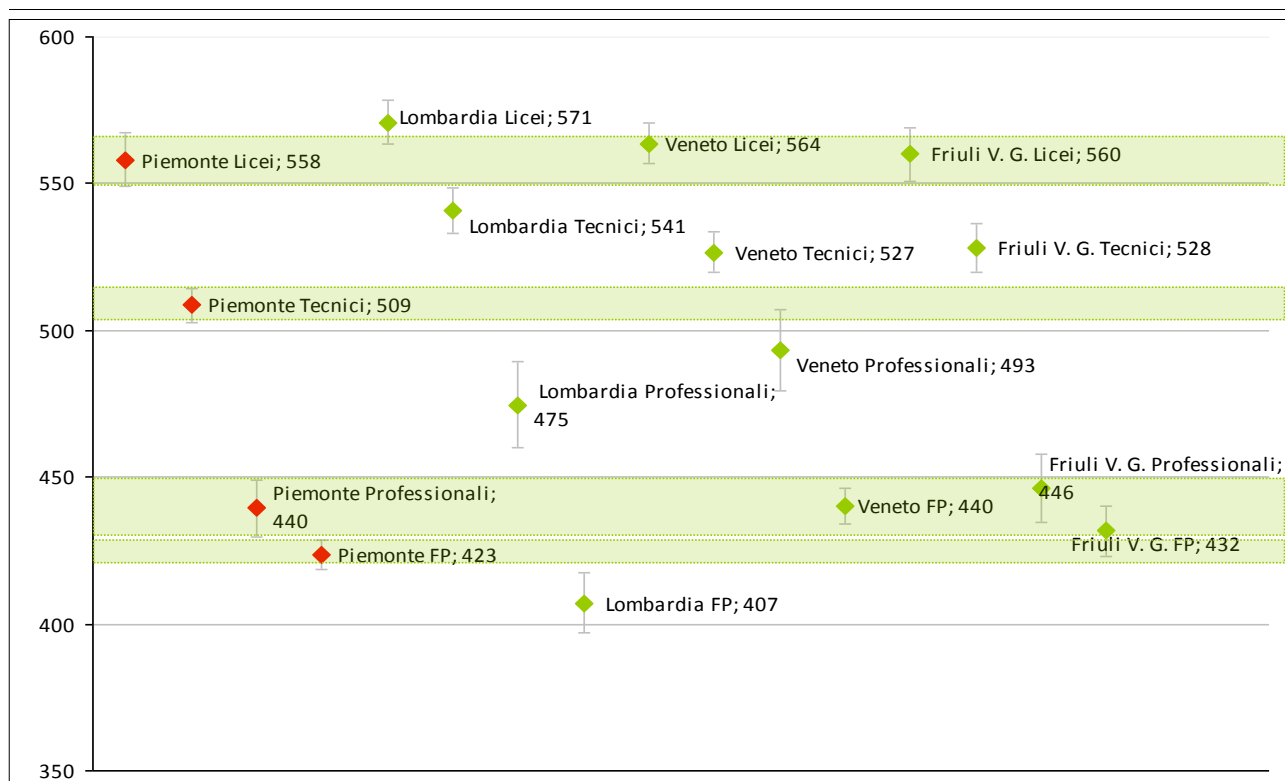 600
Lombardia Licei; 571
Veneto Licei; 564
Friuli V. G. Licei; 560
Piemonte Licei; 558
550
Lombardia Tecnici; 541
Veneto Tecnici; 527
Friuli V. G. Tecnici; 528
Piemonte Tecnici; 509
500
Veneto Professionali; 493
Lombardia Professionali;
475
450
Friuli V. G. Professionali;
446
Piemonte Professionali;
440
Veneto FP; 440
Friuli V. G. FP; 432
Piemonte FP; 423
Lombardia FP; 407
400
350